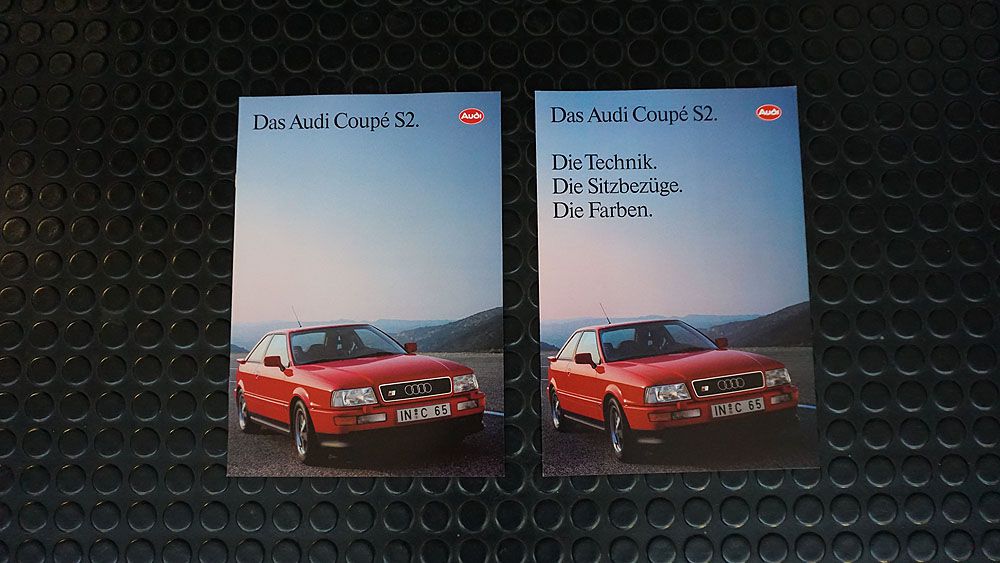 Das Audi Coupé S2.
Audi
IN C 65
Das Audi Coupé S2.
Audi
Die Technik.
Die Sitzbezüge.
Die Farben.
IN C 65